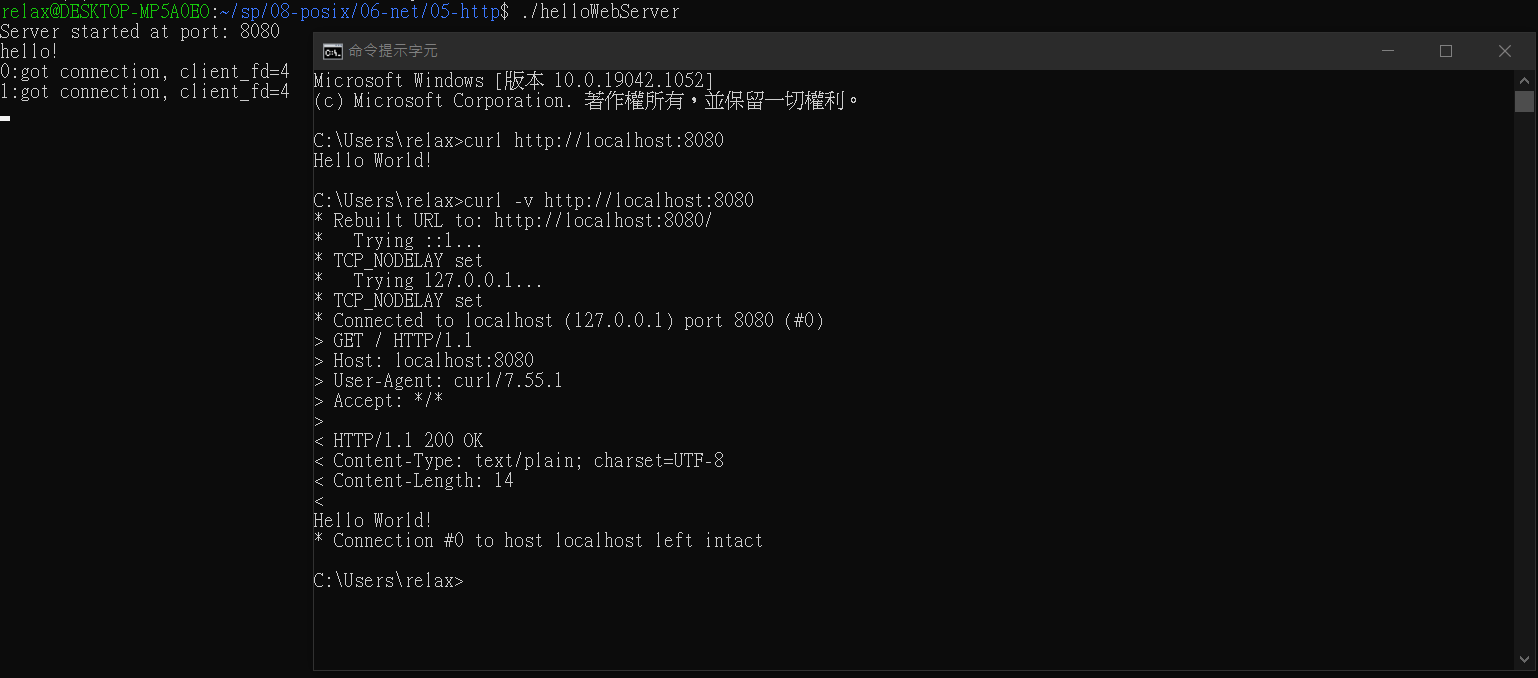 relax@DESKTOP-MP5A0EO:~/sp/08-posix/06-net/05-http$ ./helloWebServer
Server started at port: 8080
hello!
0:got connection, client_fd=4
1:got connection, client_fd=4
命令提示字元
Microsoft Windows [版本 10.0.19042.1052]
(c) Microsoft Corporation. 著作權所有，並保留一切權利。
C:\Users\relax>curl http://localhost:8080
Hello World!
C:\Users\relax>curl -v http://localhost:8080
* Rebuilt URL to: http://localhost:8080/
*   Trying ::1...
* TCP_NODELAY set
*   Trying 127.0.0.1...
* TCP_NODELAY set
* Connected to localhost (127.0.0.1) port 8080 (#0)
> GET / HTTP/1.1
> Host: localhost:8080
> User-Agent: curl/7.55.1
> Accept: */*
>
< HTTP/1.1 200 OK
< Content-Type: text/plain; charset=UTF-8
< Content-Length: 14
<
Hello World!
* Connection #0 to host localhost left intact
C:\Users\relax>